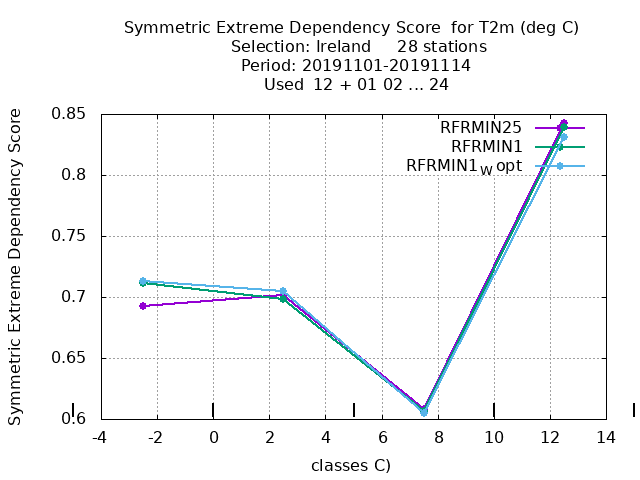 Symmetric Extreme Dependency Score for T2m (deg C)
Selection: Ireland 28 stations
Period: 20191101-20191114
Used 12 + 01 02 ... 24
Symmetric Extreme Dependency Score
0.85
0.8
0.75
0.7
0.65
0.6
RFRMIN25
RFRMIN1
RFRMIN1W opt
-4 -2 0 2 4 6 8 10 12 14
classes C)